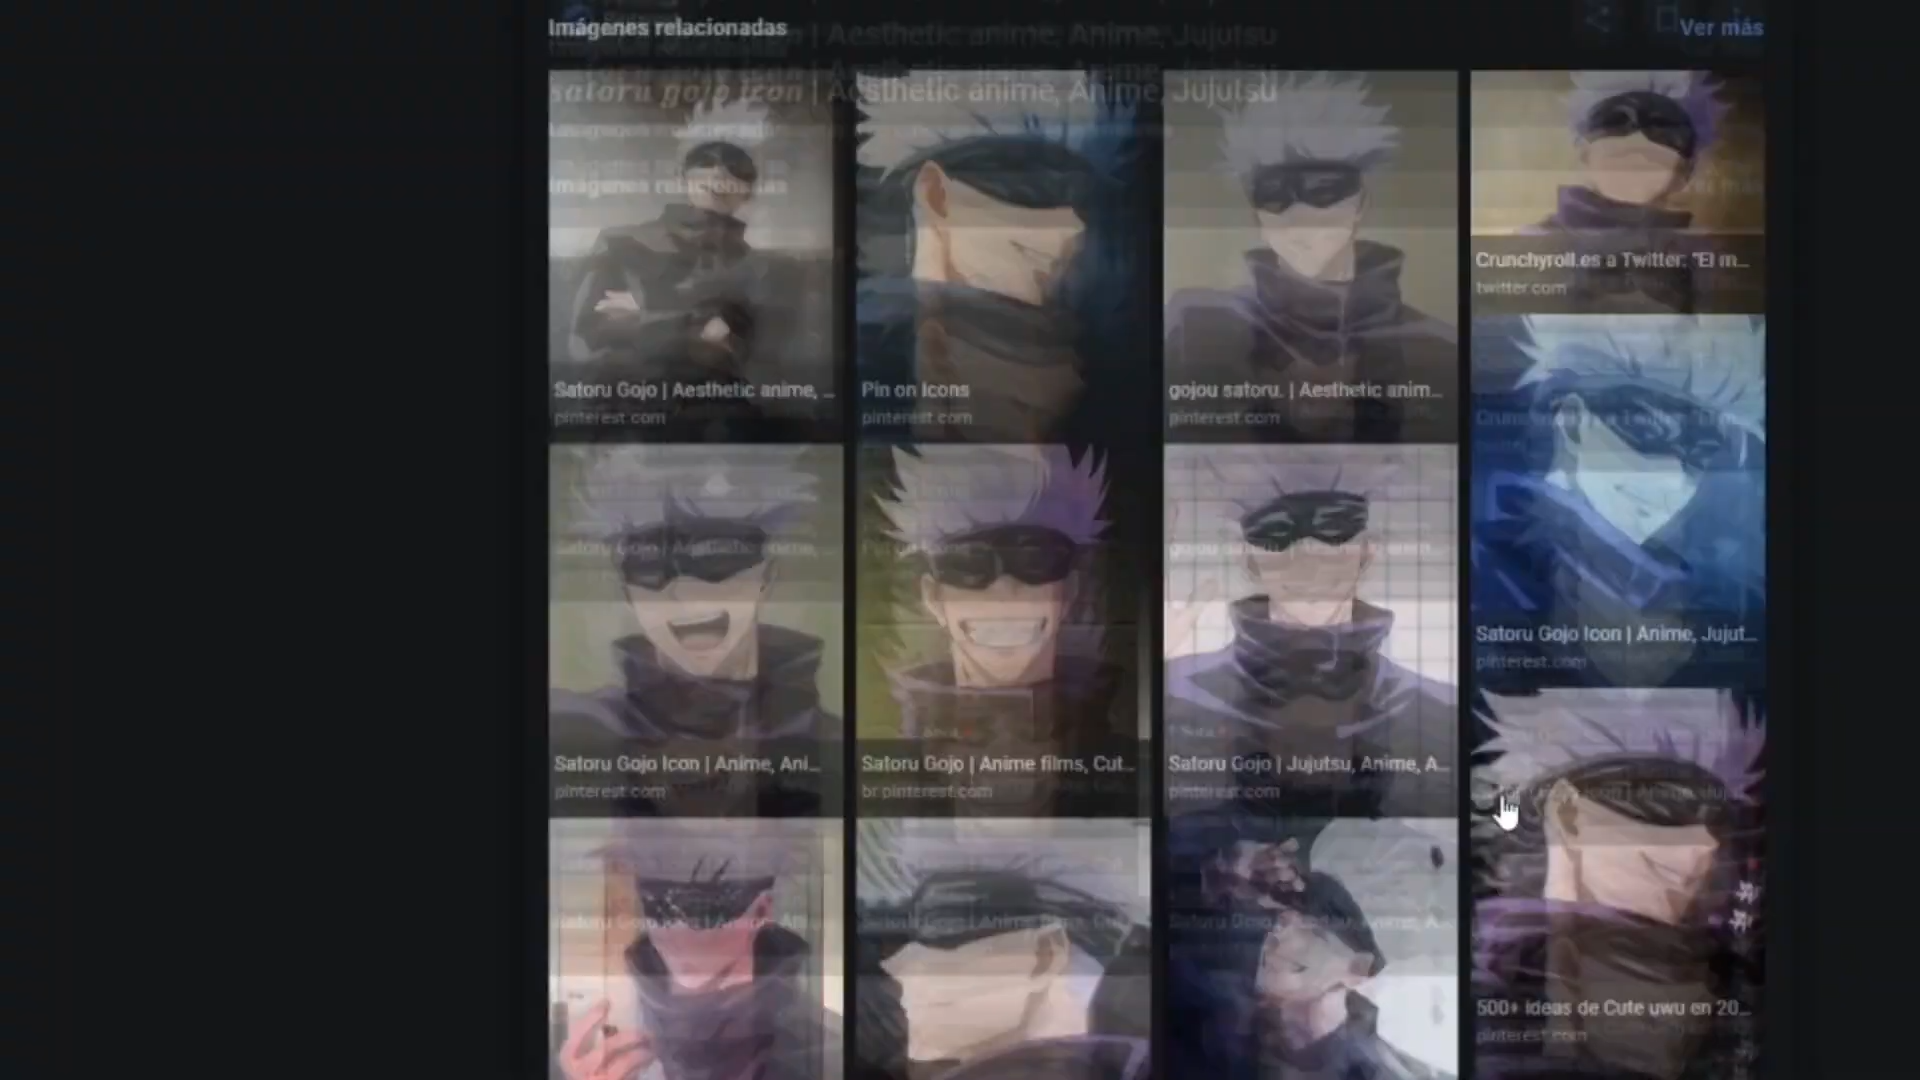 Imágenes relacionadas
Ver más
satoru gojo icon | Aesthetic anime, Anime, Jujutsu
Satoru Gojo | Aesthetic anime, ...
pinterest.com
Pin on Icons
pinterest.com
gojou satoru. | Aesthetic anim...
pinterest.com
Crunchyroll.es a Twitter: "El m...
twitter.com
Satoru Gojo Icon | Anime, Jujut...
pinterest.com
Satoru Gojo Icon | Anime, Ani...
pinterest.com
Satoru Gojo | Anime films, Cut...
br.pinterest.com
Satoru Gojo | Jujutsu, Anime, A...
pinterest.com
500+ ideas de Cute uwu en 20...
pinterest.com